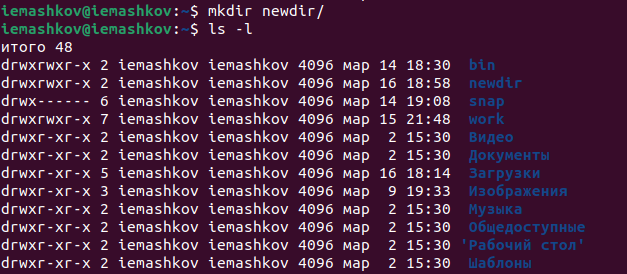 iemashkov@iemashkov:~$ mkdir newdir/
iemashkov@iemashkov:~$ ls -l
итого 48
drwxrwxr-x 2 iemashkov iemashkov 4096 мар 14 18:30  bin
drwxrwxr-x 2 iemashkov iemashkov 4096 мар 16 18:58  newdir
drwx------ 6 iemashkov iemashkov 4096 мар 14 19:08  snap
drwxrwxr-x 7 iemashkov iemashkov 4096 мар 15 21:48  work
drwxr-xr-x 2 iemashkov iemashkov 4096 мар  2 15:30  Видео
drwxr-xr-x 2 iemashkov iemashkov 4096 мар  2 15:30  Документы
drwxr-xr-x 5 iemashkov iemashkov 4096 мар 16 18:14  Загрузки
drwxr-xr-x 3 iemashkov iemashkov 4096 мар  9 19:33  Изображения
drwxr-xr-x 2 iemashkov iemashkov 4096 мар  2 15:30  Музыка
drwxr-xr-x 2 iemashkov iemashkov 4096 мар  2 15:30  Общедоступные
drwxr-xr-x 2 iemashkov iemashkov 4096 мар  2 15:30 'Рабочий стол'
drwxr-xr-x 2 iemashkov iemashkov 4096 мар  2 15:30  Шаблоны